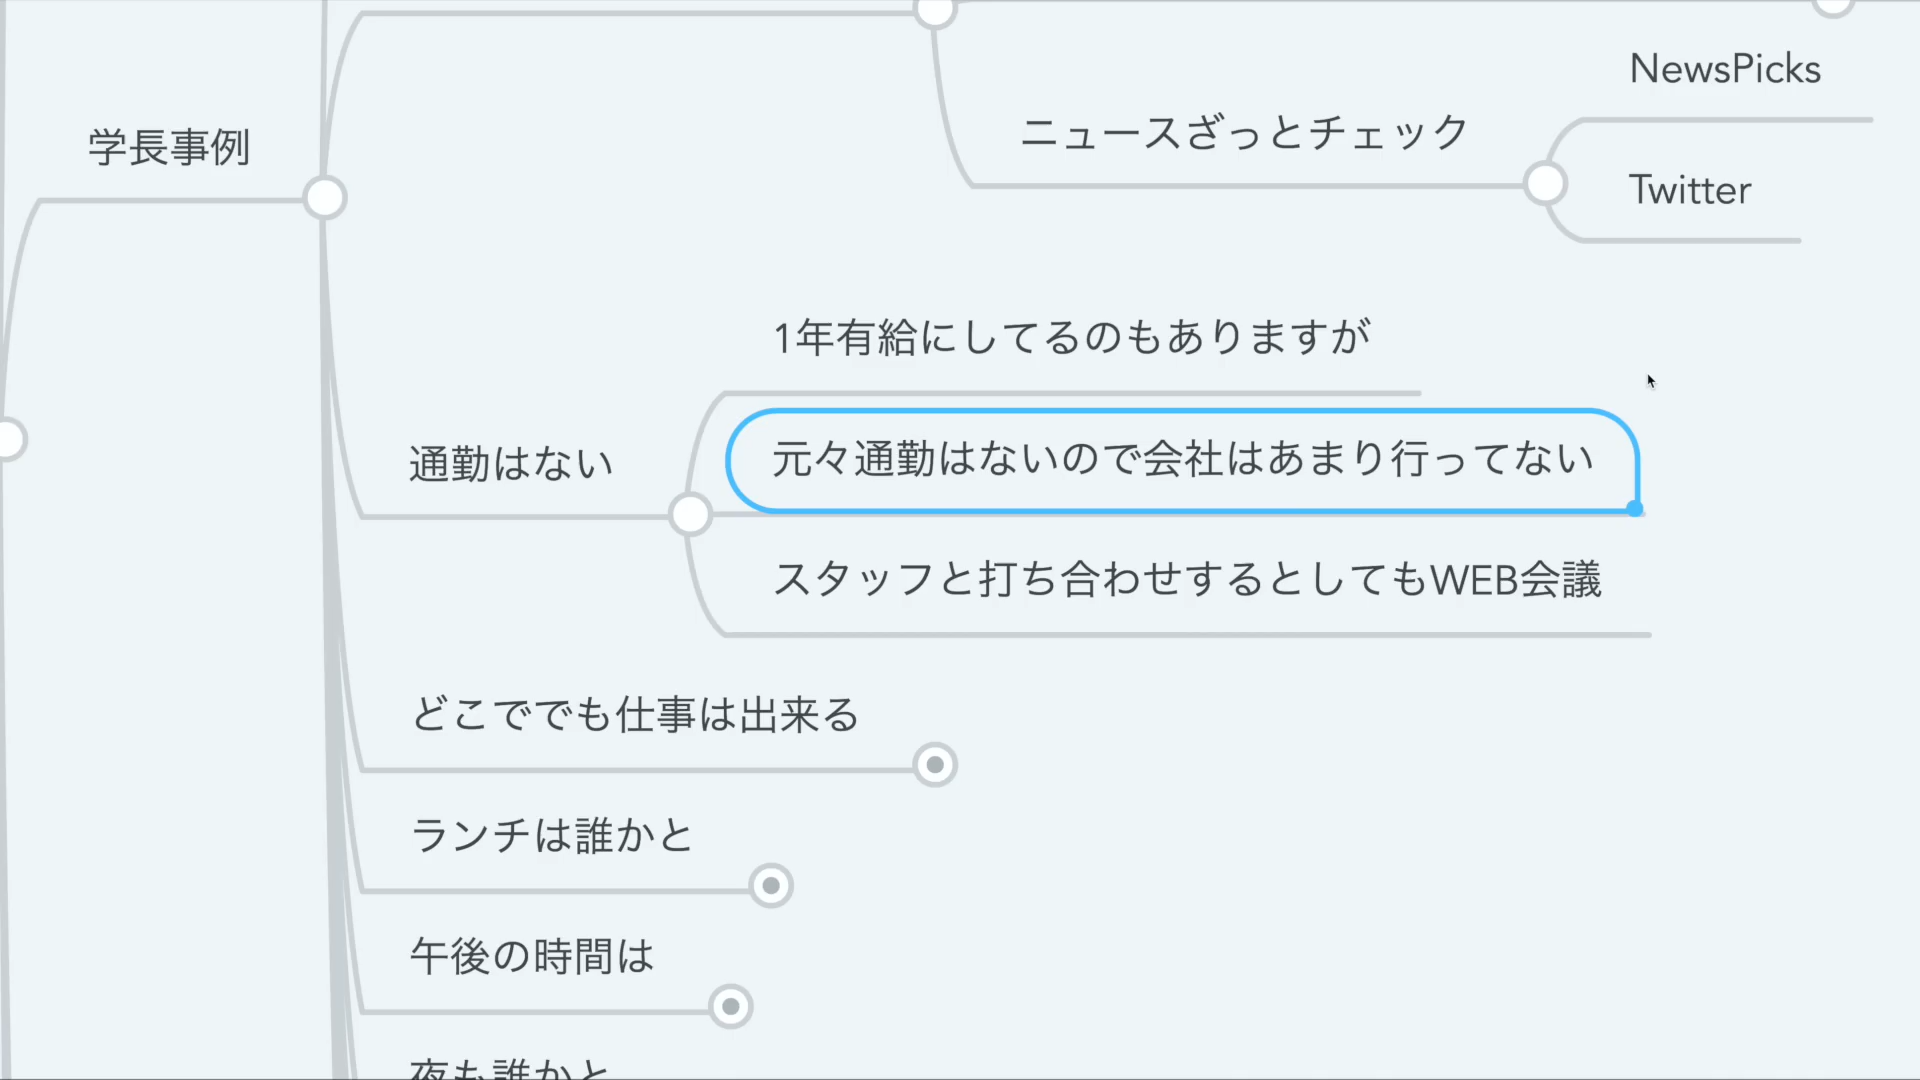 学長事例
ニュースざっとチェック
NewsPicks
Twitter
通勤はない
1年有給にしてるのもありますが
元々通勤はないので会社はあまり行ってない
スタッフと打ち合わせするとしてもWEB会議
どこででも仕事は出来る
ランチは誰かと
午後の時間は
夜も誰かと